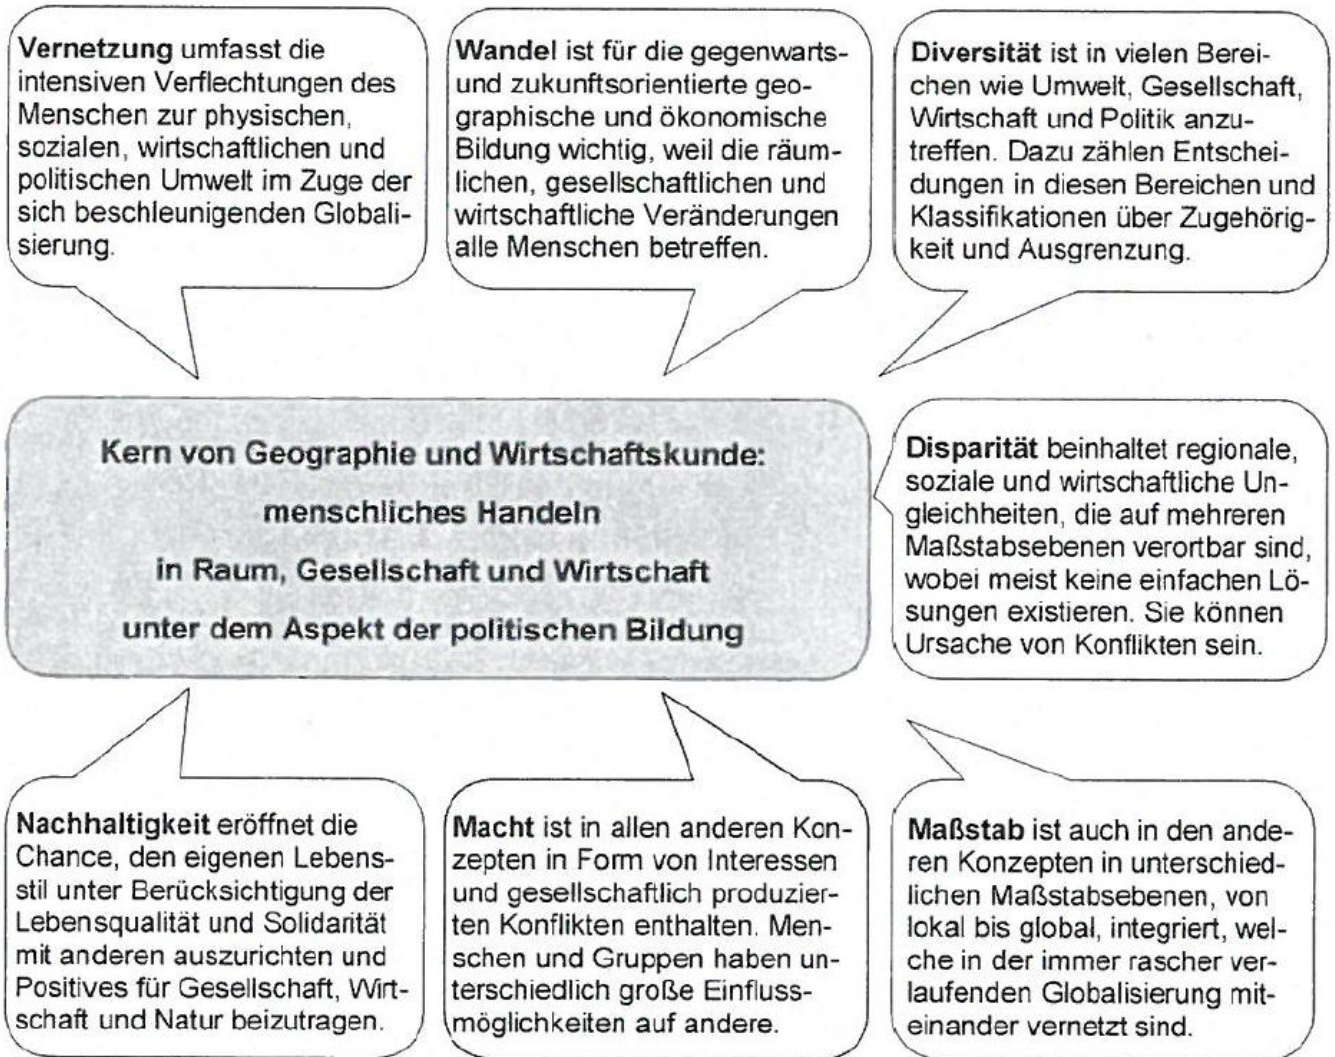 Vernetzung umfasst die
intensiven Verflechtungen des
Menschen zur physischen,
sozialen, wirtschaftlichen und
politischen Umwelt im Zuge der
sich beschleunigenden Globali-
sierung.
Wandel ist für die gegenwarts-
und zukunftsorientierte geo-
graphische und ökonomische
Bildung wichtig, weil die räum-
lichen, gesellschaftlichen und
wirtschaftliche Veränderungen
alle Menschen betreffen.
Diversität ist in vielen Berei-
chen wie Umwelt, Gesellschaft,
Wirtschaft und Politik anzu-
treffen. Dazu zählen Entschei-
dungen in diesen Bereichen und
Klassifikationen über Zugehörig-
keit und Ausgrenzung.
Kern von Geographie und Wirtschaftskunde:
menschliches Handeln
in Raum, Gesellschaft und Wirtschaft
unter dem Aspekt der politischen Bildung
Disparität beinhaltet regionale,
soziale und wirtschaftliche Un-
gleichheiten, die auf mehreren
Maßstabsebenen verortbar sind,
wobei meist keine einfachen Lö-
sungen existieren. Sie können
Ursache von Konflikten sein.
Nachhaltigkeit eröffnet die
Chance, den eigenen Lebens-
stil unter Berücksichtigung der
Lebensqualität und Solidarität
mit anderen auszurichten und
Positives für Gesellschaft, Wirt-
schaft und Natur beizutragen.
Macht ist in allen anderen Kon-
zepten in Form von Interessen
und gesellschaftlich produzier-
ten Konflikten enthalten. Men-
schen und Gruppen haben un-
terschiedlich große Einfluss-
möglichkeiten auf andere.
Maßstab ist auch in den ande-
ren Konzepten in unterschied-
lichen Maßstabsebenen, von
lokal bis global, integriert, wel-
che in der immer rascher ver-
laufenden Globalisierung mit-
einander vernetzt sind.